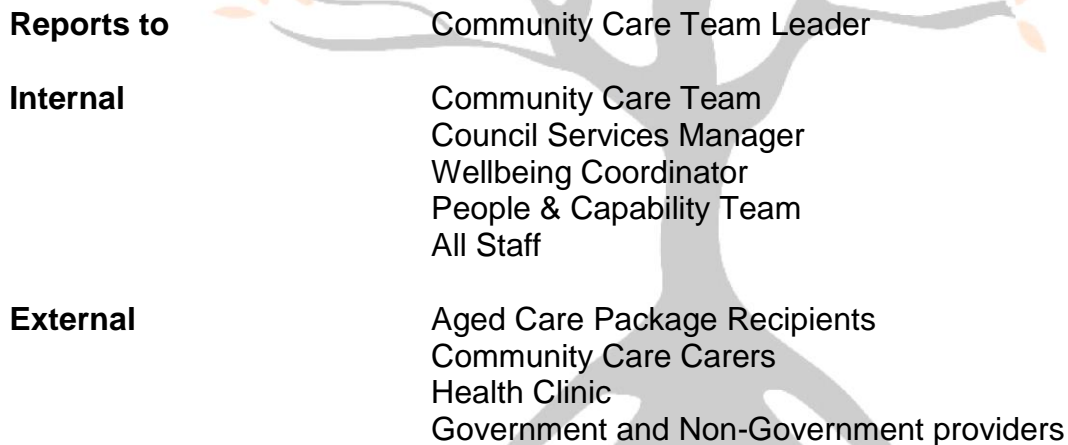 Reports to Community Care Team Leader
Internal Community Care Team
Council Services Manager
Wellbeing Coordinator
People & Capability Team
All Staff
External Aged Care Package Recipients
Community Care Carers
Health Clinic
Government and Non-Government providers